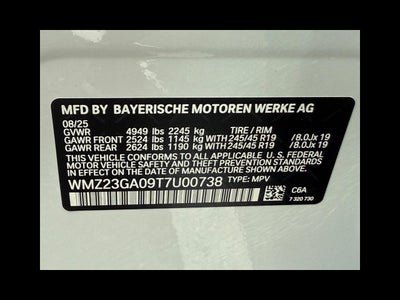 MFD BY BAYERISCHE MOTOREN WERKE AG
08/25
GVWR 4949 lbs 2245 kg TIRE / RIM
GAWR FRONT 2524 lbs 1145 kg WITH 245/45 R19 /8.0Jx 19
GAWR REAR 2624 lbs 1190 kg WITH 245/45 R19 /8.0Jx 19
THIS VEHICLE CONFORMS TO ALL APPLICABLE U.S. FEDERAL
MOTOR VEHICLE SAFETY AND THEFT PREVENTION STANDARDS
IN EFFECT ON THE DATE OF MANUFACTURE SHOWN ABOVE.
WMZ23GA09T7U00738 TYPE: MPV C6A
7 320 730